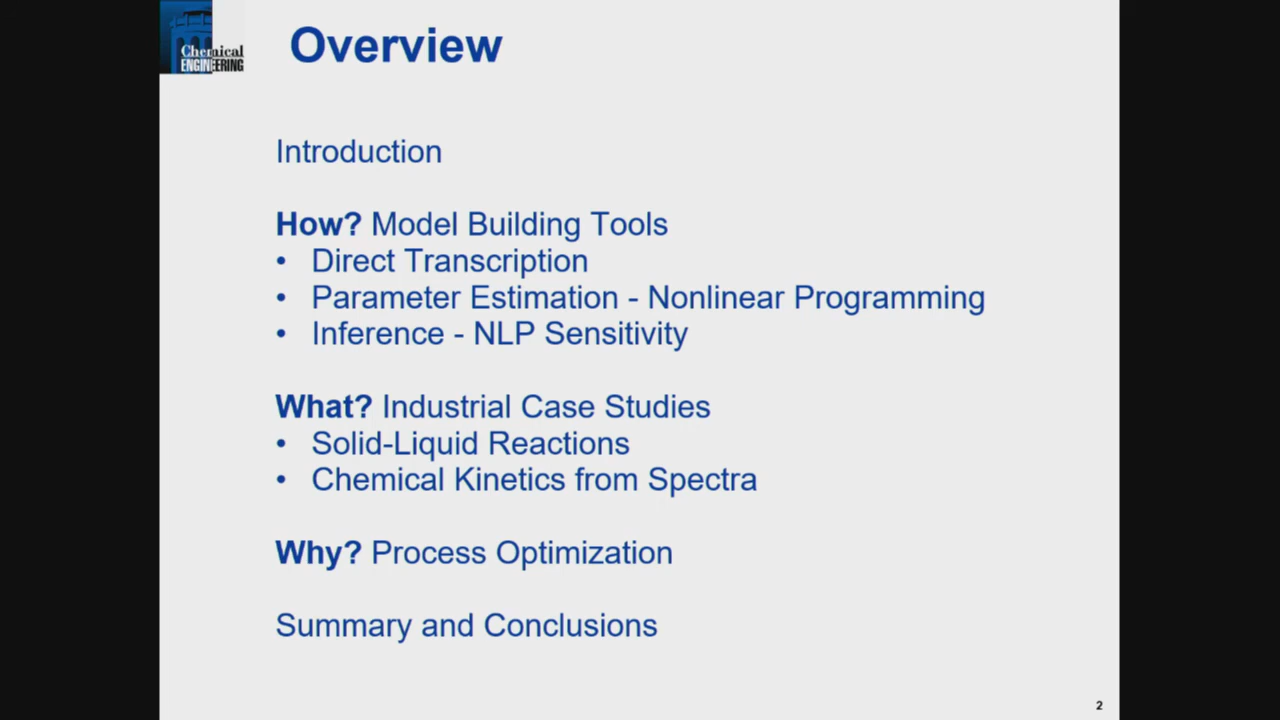 Chemical
ENGINEERING
Overview
Introduction
How? Model Building Tools
• Direct Transcription
• Parameter Estimation - Nonlinear Programming
• Inference - NLP Sensitivity
What? Industrial Case Studies
• Solid-Liquid Reactions
• Chemical Kinetics from Spectra
Why? Process Optimization
Summary and Conclusions
2